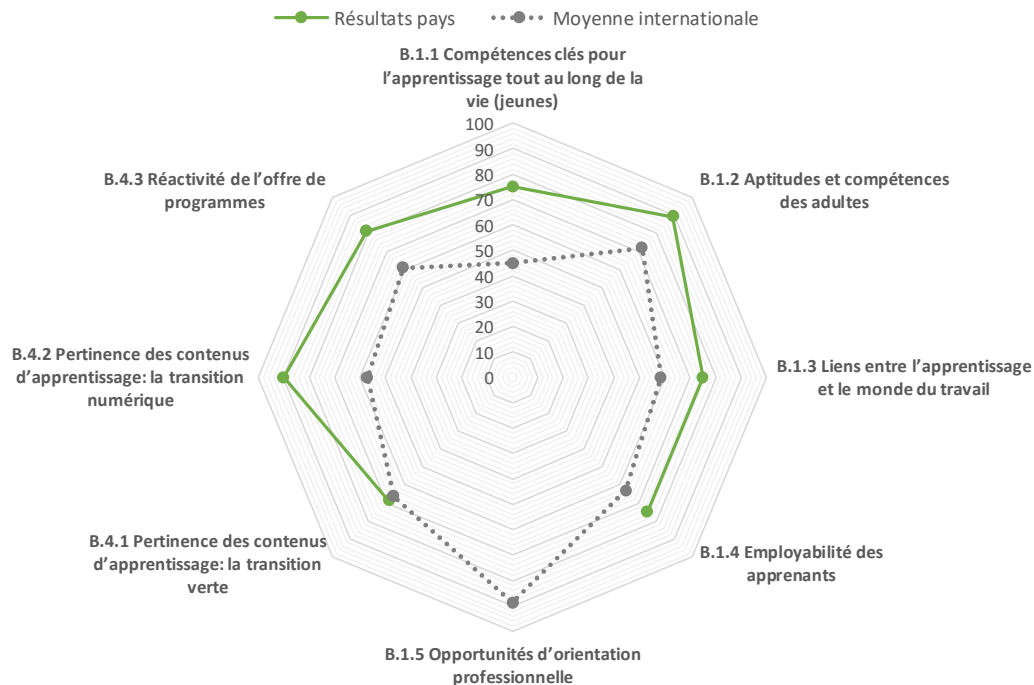 Résultats pays
Moyenne internationale
B.1.1 Compétences clés pour
l’apprentissage tout au long de la
vie (jeunes)
100
90
80
70
60
50
40
30
20
10
0
B.1.2 Aptitudes et compétences
des adultes
B.1.3 Liens entre l’apprentissage
et le monde du travail
B.1.4 Employabilité des
apprenants
B.1.5 Opportunités d’orientation
professionnelle
B.4.1 Pertinence des contenus
d’apprentissage: la transition
verte
B.4.2 Pertinence des contenus
d’apprentissage: la transition
numérique
B.4.3 Réactivité de l’offre de
programmes